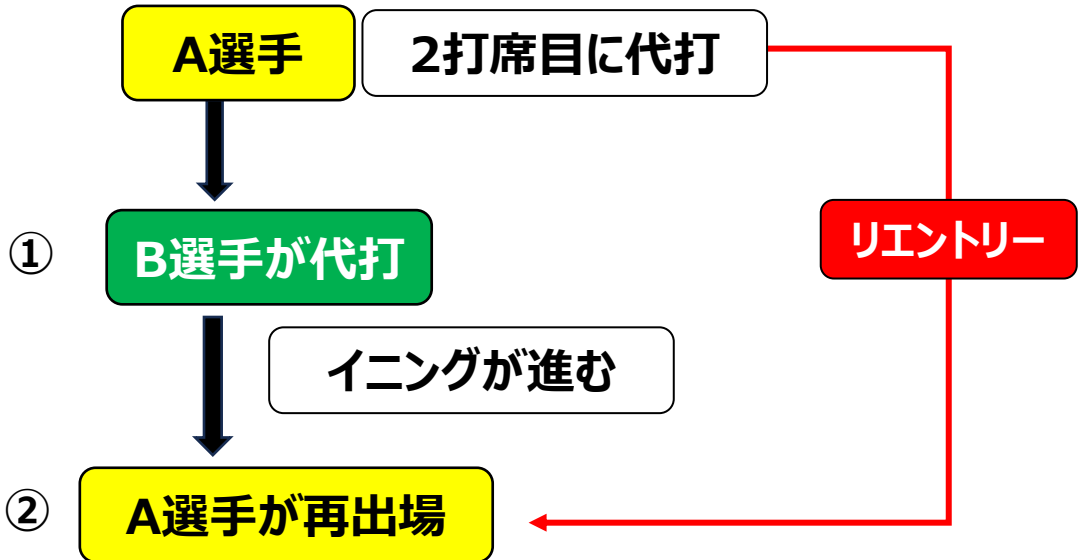 A選手
2打席目に代打
①
B選手が代打
リエントリー
イニングが進む
②
A選手が再出場